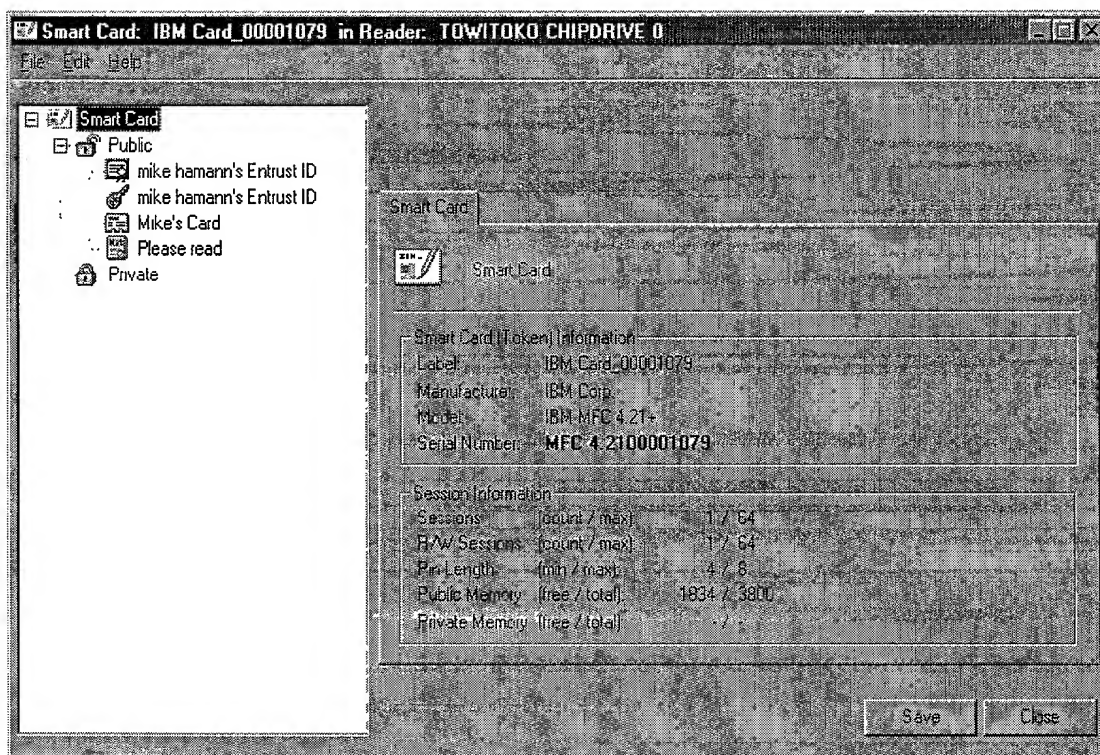 Smart Card: IBM Card_00001079 in Reader: TOWITOKO CHIPDRIVE 0
File Edit Help
Smart Card
Public
mike hamann's Entrust ID
mike hamann's Entrust ID
Mike's Card
Please read
Private
Smart Card
Smart Card
Smart Card (Token) Information
Label: IBM Card_00001079
Manufacturer: IBM Corp.
Model: IBM MFC 4.21+
Serial Number: MFC 4.2100001079
Session Information
Sessions (count / max): 1 / 64
R/W Sessions (count / max): 1 / 64
Pin Length (min / max): 4 / 8
Public Memory (free / total): 1834 / 3800
Private Memory (free / total): - / -
Save Close